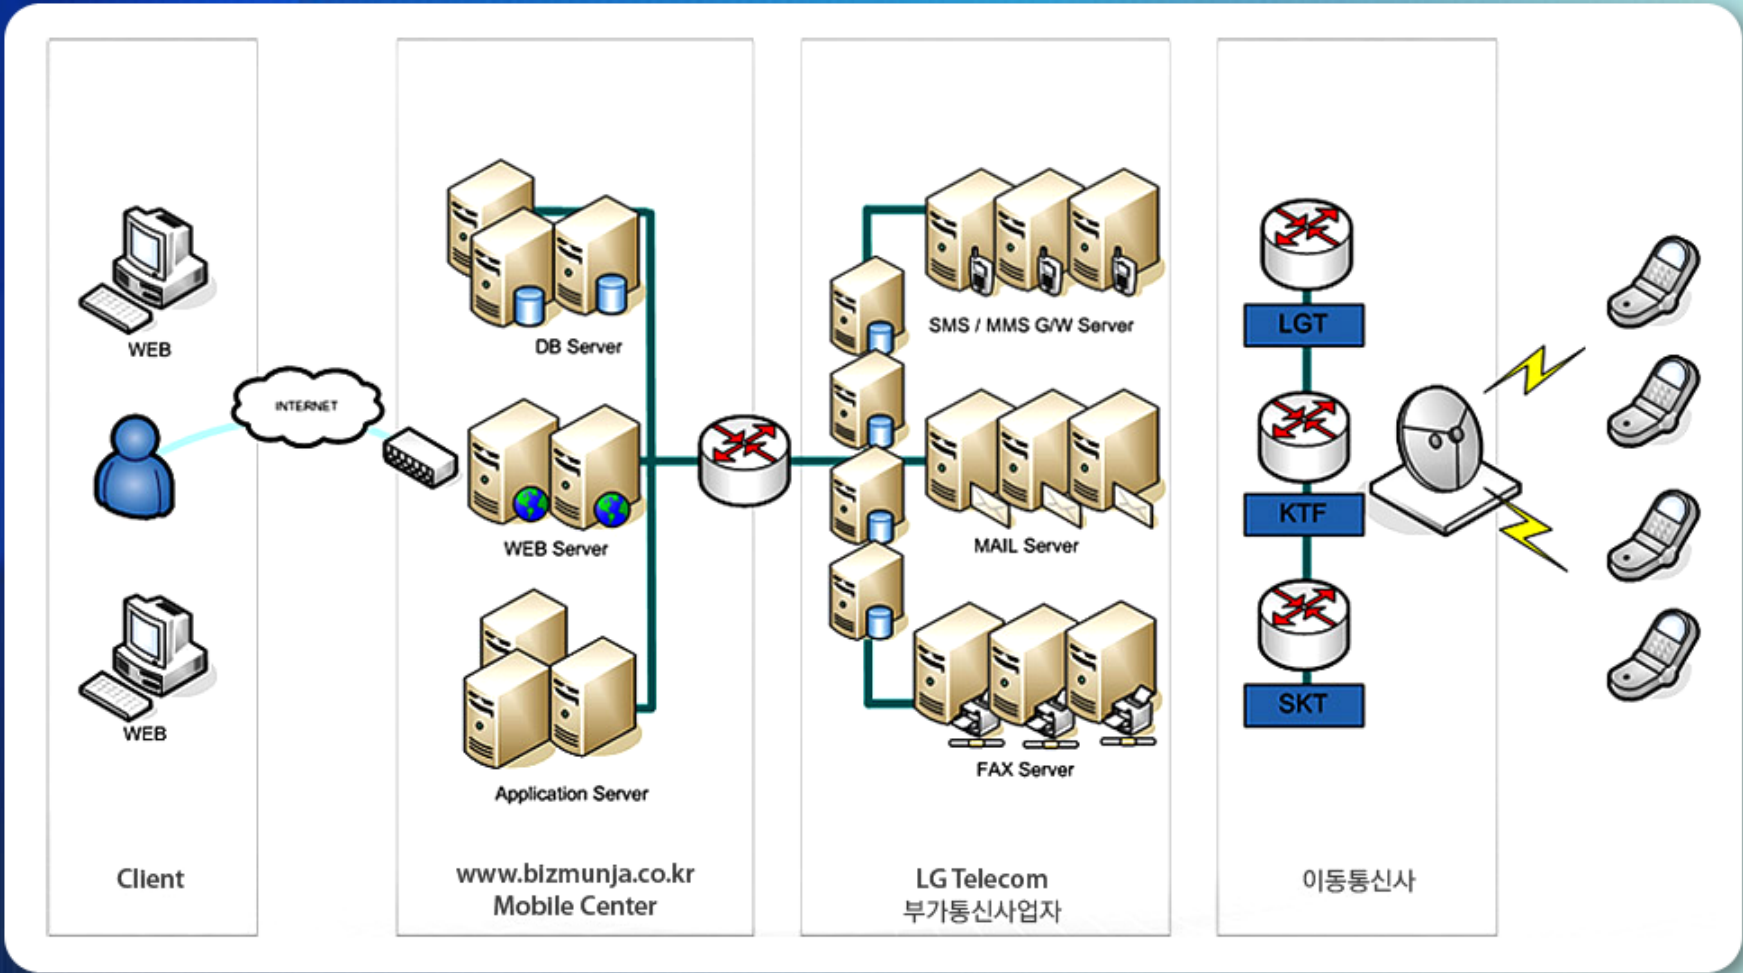 WEB
INTERNET
WEB
Client
DB Server
WEB Server
Application Server
www.bizmunja.co.kr
Mobile Center
SMS / MMS G/W Server
MAIL Server
FAX Server
LG Telecom
부가통신사업자
LGT
KTF
SKT
이동통신사